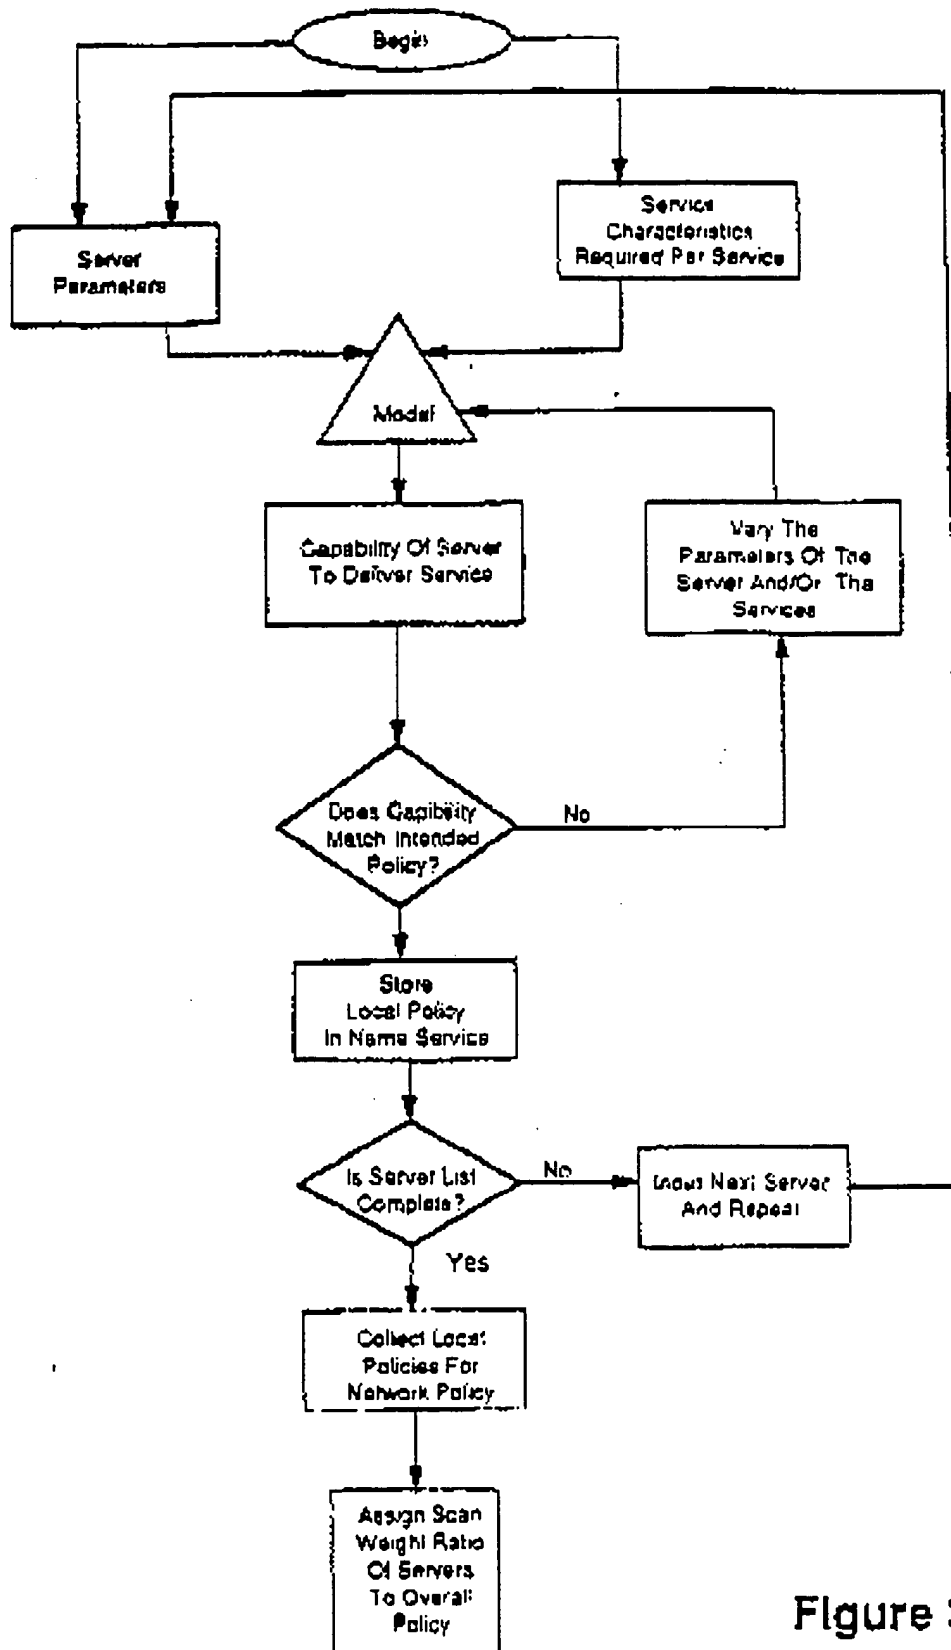 Begin
Server
Parameters
Service
Characteristics
Required Per Service
Model
Capability Of Server
To Deliver Service
Vary The
Parameters Of The
Server And/Or The
Services
Does Capibility
Match Intended
Policy?
No
Store
Local Policy
In Name Service
Is Server List
Complete?
No
Input Next Server
And Repeat
Yes
Collect Local
Policies For
Network Policy
Assign Scan
Weight Ratio
Of Servers
To Overall
Policy
Figure